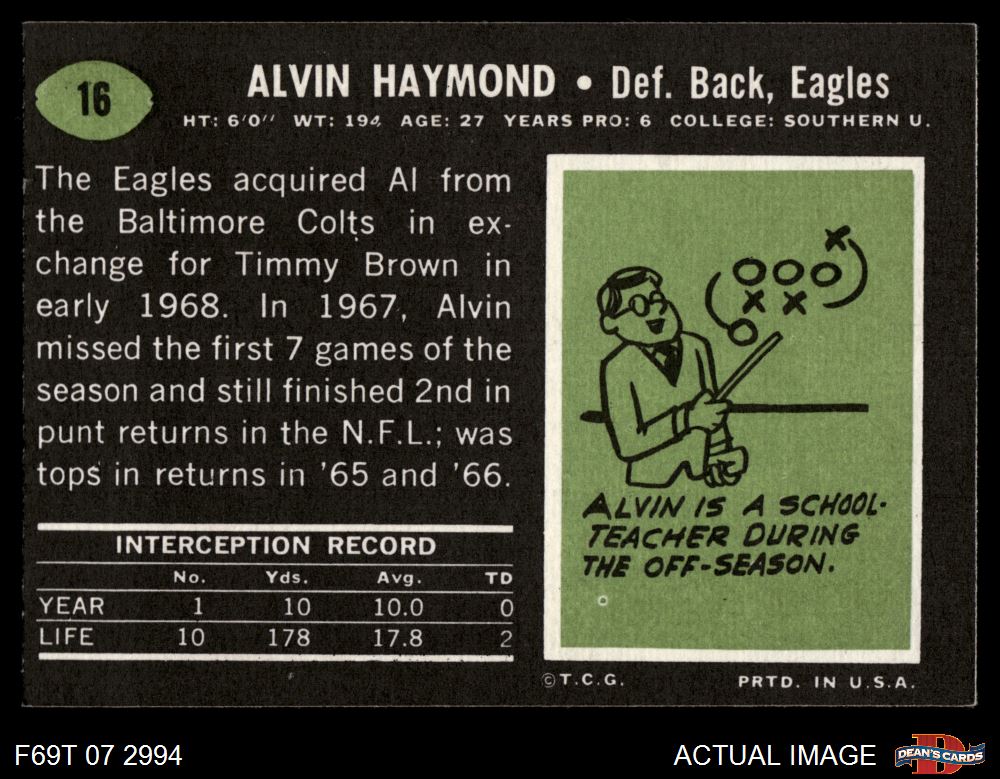 16
ALVIN HAYMOND • Def. Back, Eagles
HT: 6'0'' WT: 194 AGE: 27 YEARS PRO: 6 COLLEGE: SOUTHERN U.
The Eagles acquired Al from
the Baltimore Colts in ex-
change for Timmy Brown in
early 1968. In 1967, Alvin
missed the first 7 games of the
season and still finished 2nd in
punt returns in the N.F.L.; was
tops in returns in '65 and '66.
INTERCEPTION RECORD
No. Yds. Avg. TD
YEAR 1 10 10.0 0
LIFE 10 178 17.8 2
X
O O O
X X
O
ALVIN IS A SCHOOL-
TEACHER DURING
THE OFF-SEASON.
©T.C.G. PRTD. IN U.S.A.
F69T 07 2994
ACTUAL IMAGE
D
DEAN'S CARDS